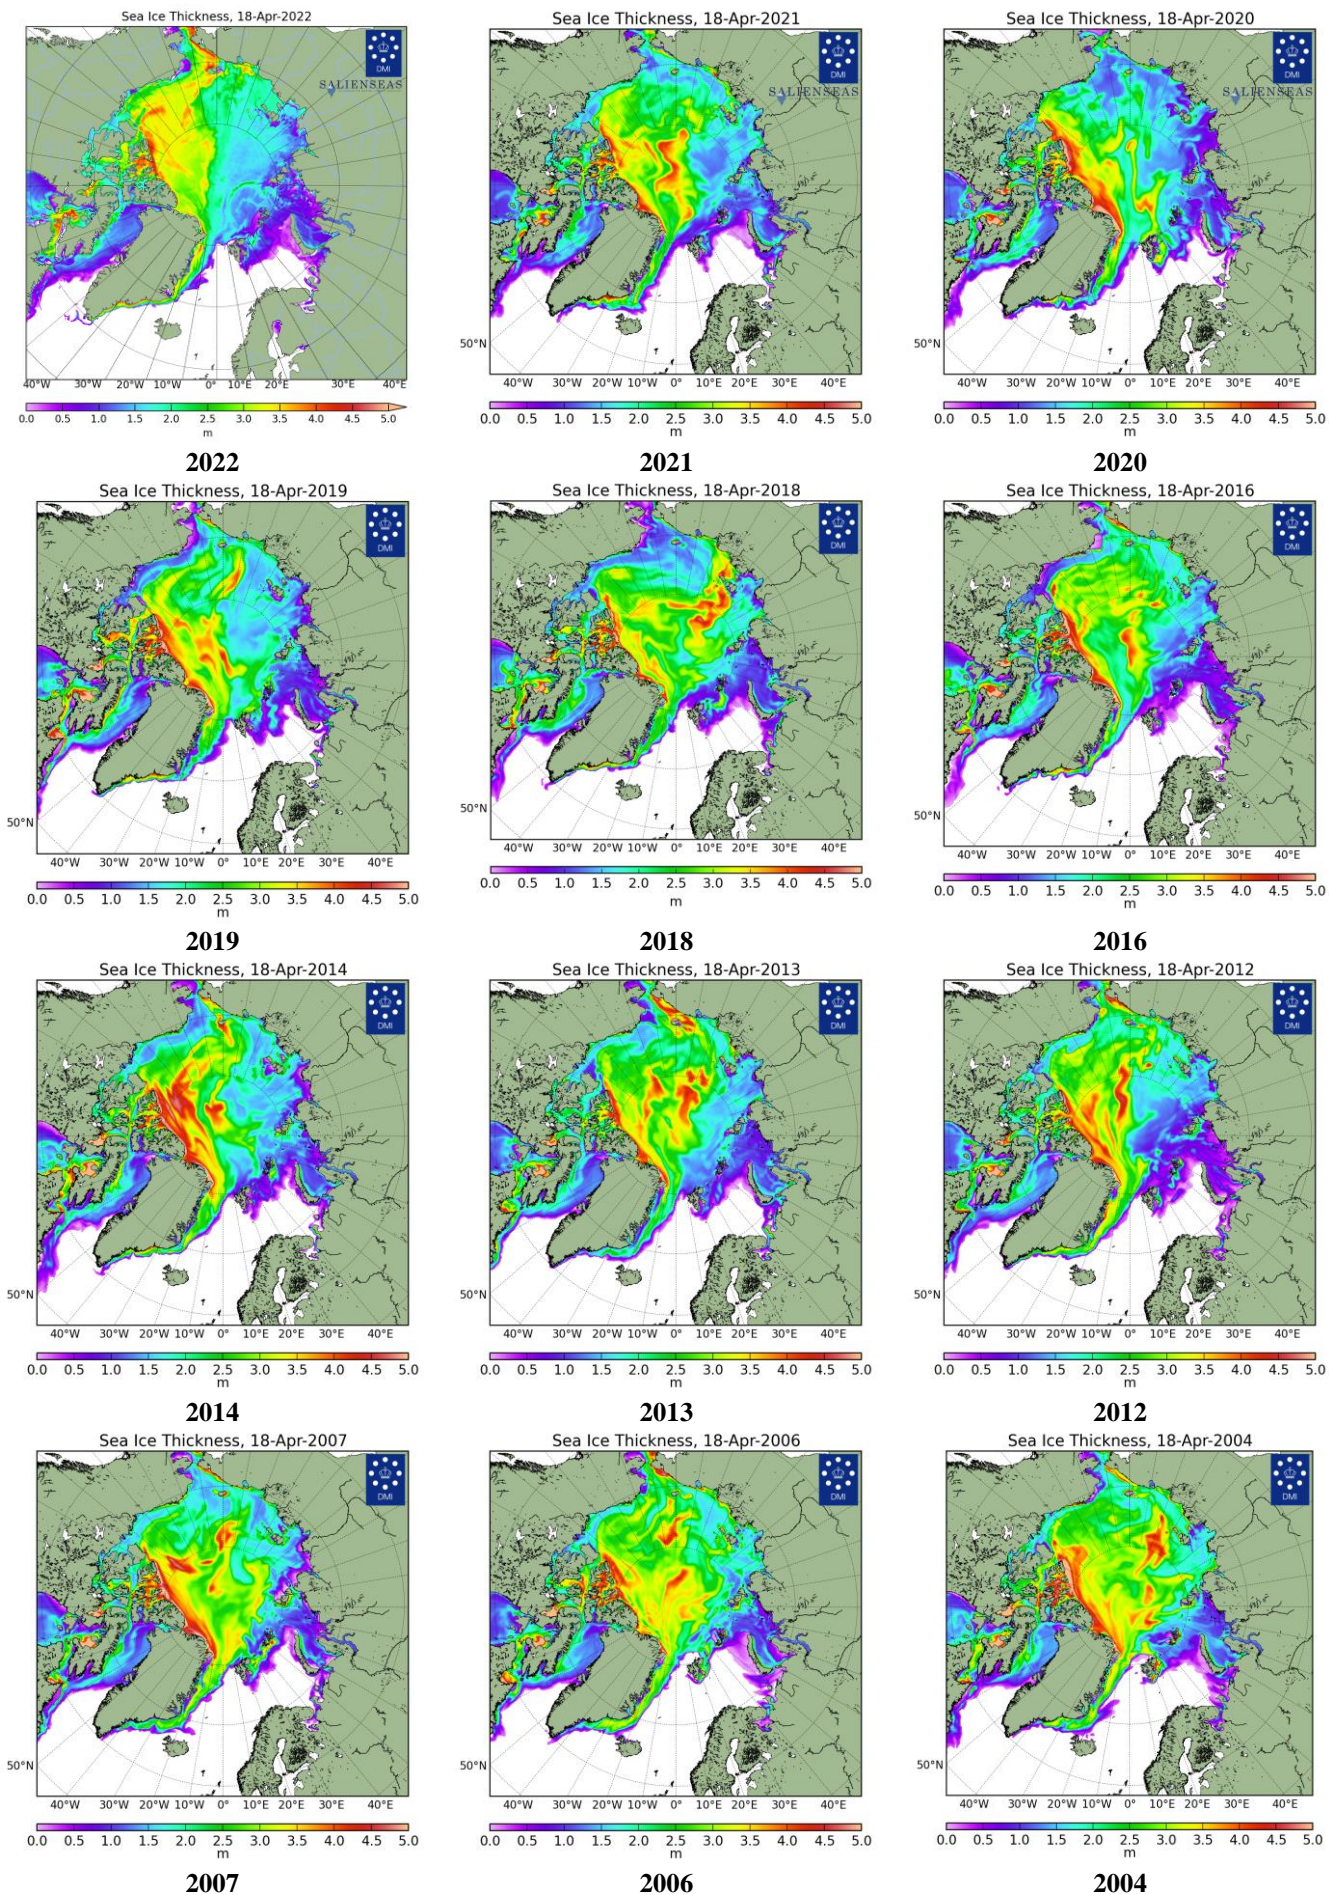 Sea Ice Thickness, 18-Apr-2022
DMI
SALIENSEAS
40°W 30°W 20°W 10°W 0° 10°E 20°E 30°E 40°E
0.0 0.5 1.0 1.5 2.0 2.5 3.0 3.5 4.0 4.5 5.0
m
2022
Sea Ice Thickness, 18-Apr-2021
DMI
SALIENSEAS
50°N
40°W 30°W 20°W 10°W 0° 10°E 20°E 30°E 40°E
0.0 0.5 1.0 1.5 2.0 2.5 3.0 3.5 4.0 4.5 5.0
m
2021
Sea Ice Thickness, 18-Apr-2020
DMI
SALIENSEAS
50°N
40°W 30°W 20°W 10°W 0° 10°E 20°E 30°E 40°E
0.0 0.5 1.0 1.5 2.0 2.5 3.0 3.5 4.0 4.5 5.0
m
2020
Sea Ice Thickness, 18-Apr-2019
DMI
50°N
40°W 30°W 20°W 10°W 0° 10°E 20°E 30°E 40°E
0.0 0.5 1.0 1.5 2.0 2.5 3.0 3.5 4.0 4.5 5.0
m
2019
Sea Ice Thickness, 18-Apr-2018
DMI
50°N
40°W 30°W 20°W 10°W 0° 10°E 20°E 30°E 40°E
0.0 0.5 1.0 1.5 2.0 2.5 3.0 3.5 4.0 4.5 5.0
m
2018
Sea Ice Thickness, 18-Apr-2016
DMI
50°N
40°W 30°W 20°W 10°W 0° 10°E 20°E 30°E 40°E
0.0 0.5 1.0 1.5 2.0 2.5 3.0 3.5 4.0 4.5 5.0
m
2016
Sea Ice Thickness, 18-Apr-2014
DMI
50°N
40°W 30°W 20°W 10°W 0° 10°E 20°E 30°E 40°E
0.0 0.5 1.0 1.5 2.0 2.5 3.0 3.5 4.0 4.5 5.0
m
2014
Sea Ice Thickness, 18-Apr-2013
DMI
50°N
40°W 30°W 20°W 10°W 0° 10°E 20°E 30°E 40°E
0.0 0.5 1.0 1.5 2.0 2.5 3.0 3.5 4.0 4.5 5.0
m
2013
Sea Ice Thickness, 18-Apr-2012
DMI
50°N
40°W 30°W 20°W 10°W 0° 10°E 20°E 30°E 40°E
0.0 0.5 1.0 1.5 2.0 2.5 3.0 3.5 4.0 4.5 5.0
m
2012
Sea Ice Thickness, 18-Apr-2007
DMI
50°N
40°W 30°W 20°W 10°W 0° 10°E 20°E 30°E 40°E
0.0 0.5 1.0 1.5 2.0 2.5 3.0 3.5 4.0 4.5 5.0
m
2007
Sea Ice Thickness, 18-Apr-2006
DMI
50°N
40°W 30°W 20°W 10°W 0° 10°E 20°E 30°E 40°E
0.0 0.5 1.0 1.5 2.0 2.5 3.0 3.5 4.0 4.5 5.0
m
2006
Sea Ice Thickness, 18-Apr-2004
DMI
50°N
40°W 30°W 20°W 10°W 0° 10°E 20°E 30°E 40°E
0.0 0.5 1.0 1.5 2.0 2.5 3.0 3.5 4.0 4.5 5.0
m
2004